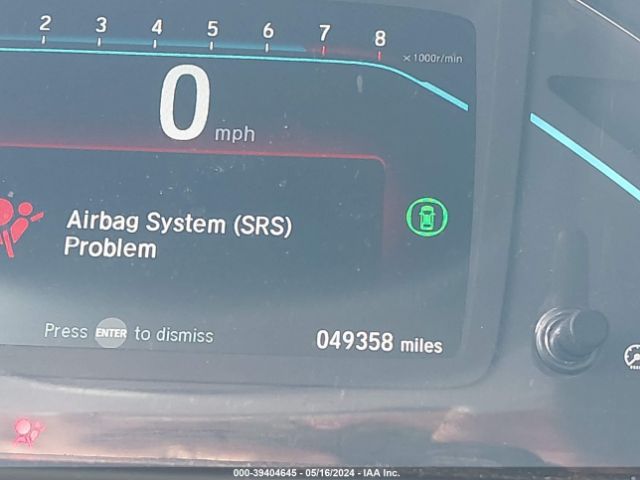 2 3 4 5 6 7 8
×1000r/min
0 mph
Airbag System (SRS)
Problem
Press ENTER to dismiss
049358 miles
000-39404645 - 05/16/2024 - IAA Inc.